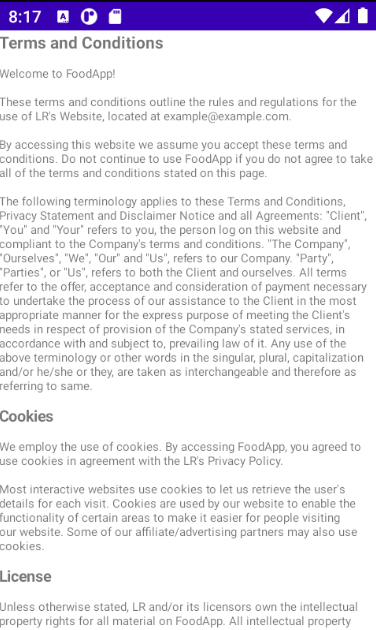 8:17
Terms and Conditions
Welcome to FoodApp!
These terms and conditions outline the rules and regulations for the
use of LR's Website, located at example@example.com.
By accessing this website we assume you accept these terms and
conditions. Do not continue to use FoodApp if you do not agree to take
all of the terms and conditions stated on this page.
The following terminology applies to these Terms and Conditions,
Privacy Statement and Disclaimer Notice and all Agreements: "Client",
"You" and "Your" refers to you, the person log on this website and
compliant to the Company's terms and conditions. "The Company",
"Ourselves", "We", "Our" and "Us", refers to our Company. "Party",
"Parties", or "Us", refers to both the Client and ourselves. All terms
refer to the offer, acceptance and consideration of payment necessary
to undertake the process of our assistance to the Client in the most
appropriate manner for the express purpose of meeting the Client's
needs in respect of provision of the Company's stated services, in
accordance with and subject to, prevailing law of it. Any use of the
above terminology or other words in the singular, plural, capitalization
and/or he/she or they, are taken as interchangeable and therefore as
referring to same.
Cookies
We employ the use of cookies. By accessing FoodApp, you agreed to
use cookies in agreement with the LR's Privacy Policy.
Most interactive websites use cookies to let us retrieve the user's
details for each visit. Cookies are used by our website to enable the
functionality of certain areas to make it easier for people visiting
our website. Some of our affiliate/advertising partners may also use
cookies.
License
Unless otherwise stated, LR and/or its licensors own the intellectual
property rights for all material on FoodApp. All intellectual property